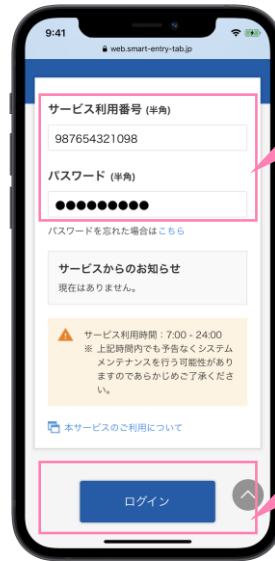 9:41
web.smart-entry-tab.jp
サービス利用番号 (半角)
987654321098
パスワード (半角)
●●●●●●●●●
パスワードを忘れた場合はこちら
サービスからのお知らせ
現在はありません。
サービス利用時間：7:00 - 24:00
※ 上記時間内でも予告なくシステム
メンテナンスを行う可能性があり
ますのであらかじめご了承くださ
い。
本サービスのご利用について
ログイン